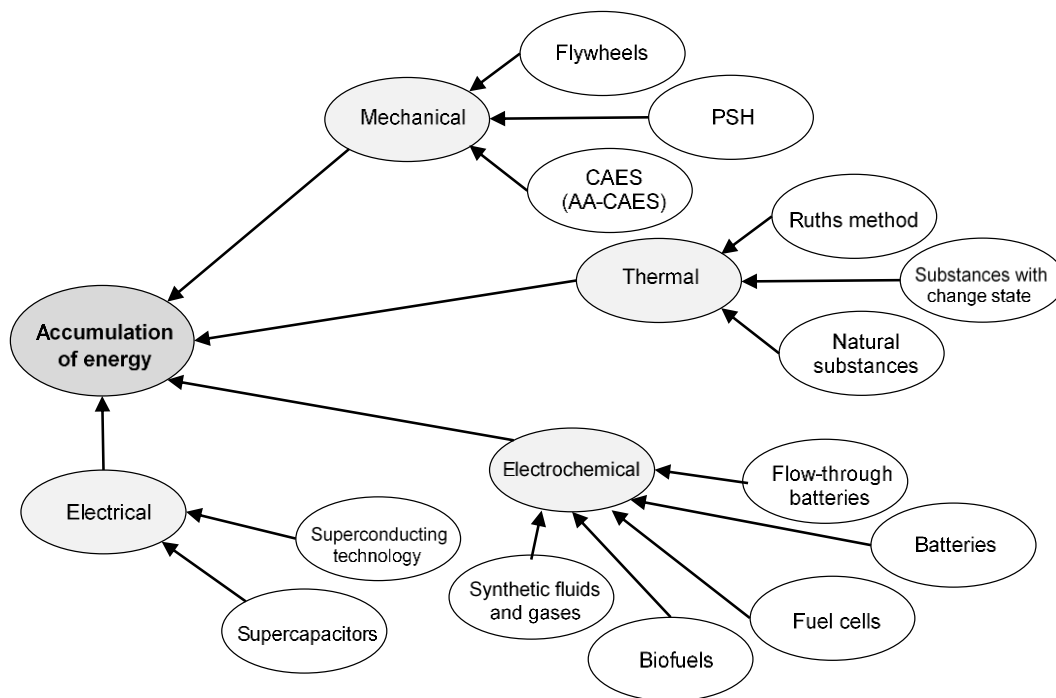 Flywheels
Mechanical
PSH
CAES
(AA-CAES)
Ruths method
Thermal
Substances with
change state
Natural
substances
Accumulation
of energy
Electrochemical
Flow-through
batteries
Batteries
Electrical
Superconducting
technology
Synthetic fluids
and gases
Fuel cells
Supercapacitors
Biofuels